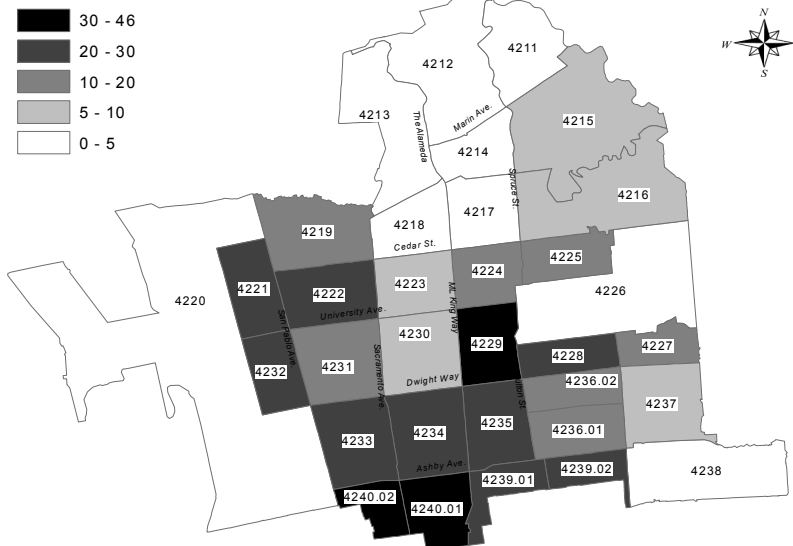 30 - 46
20 - 30
10 - 20
5 - 10
0 - 5
N
W
E
S
4211
4212
4213
The Alameda
Marin Ave.
4214
4215
Spruce St.
4216
4217
4218
Cedar St.
4219
4220
4221
4222
University Ave.
San Pablo Ave
4223
4224
4225
4226
ML King Way
4227
4228
4229
4230
4231
4232
Sacramento Ave.
Dwight Way
4233
4234
4235
4236.02
4236.01
4237
4238
Ashby Ave.
4239.01
4239.02
4240.02
4240.01